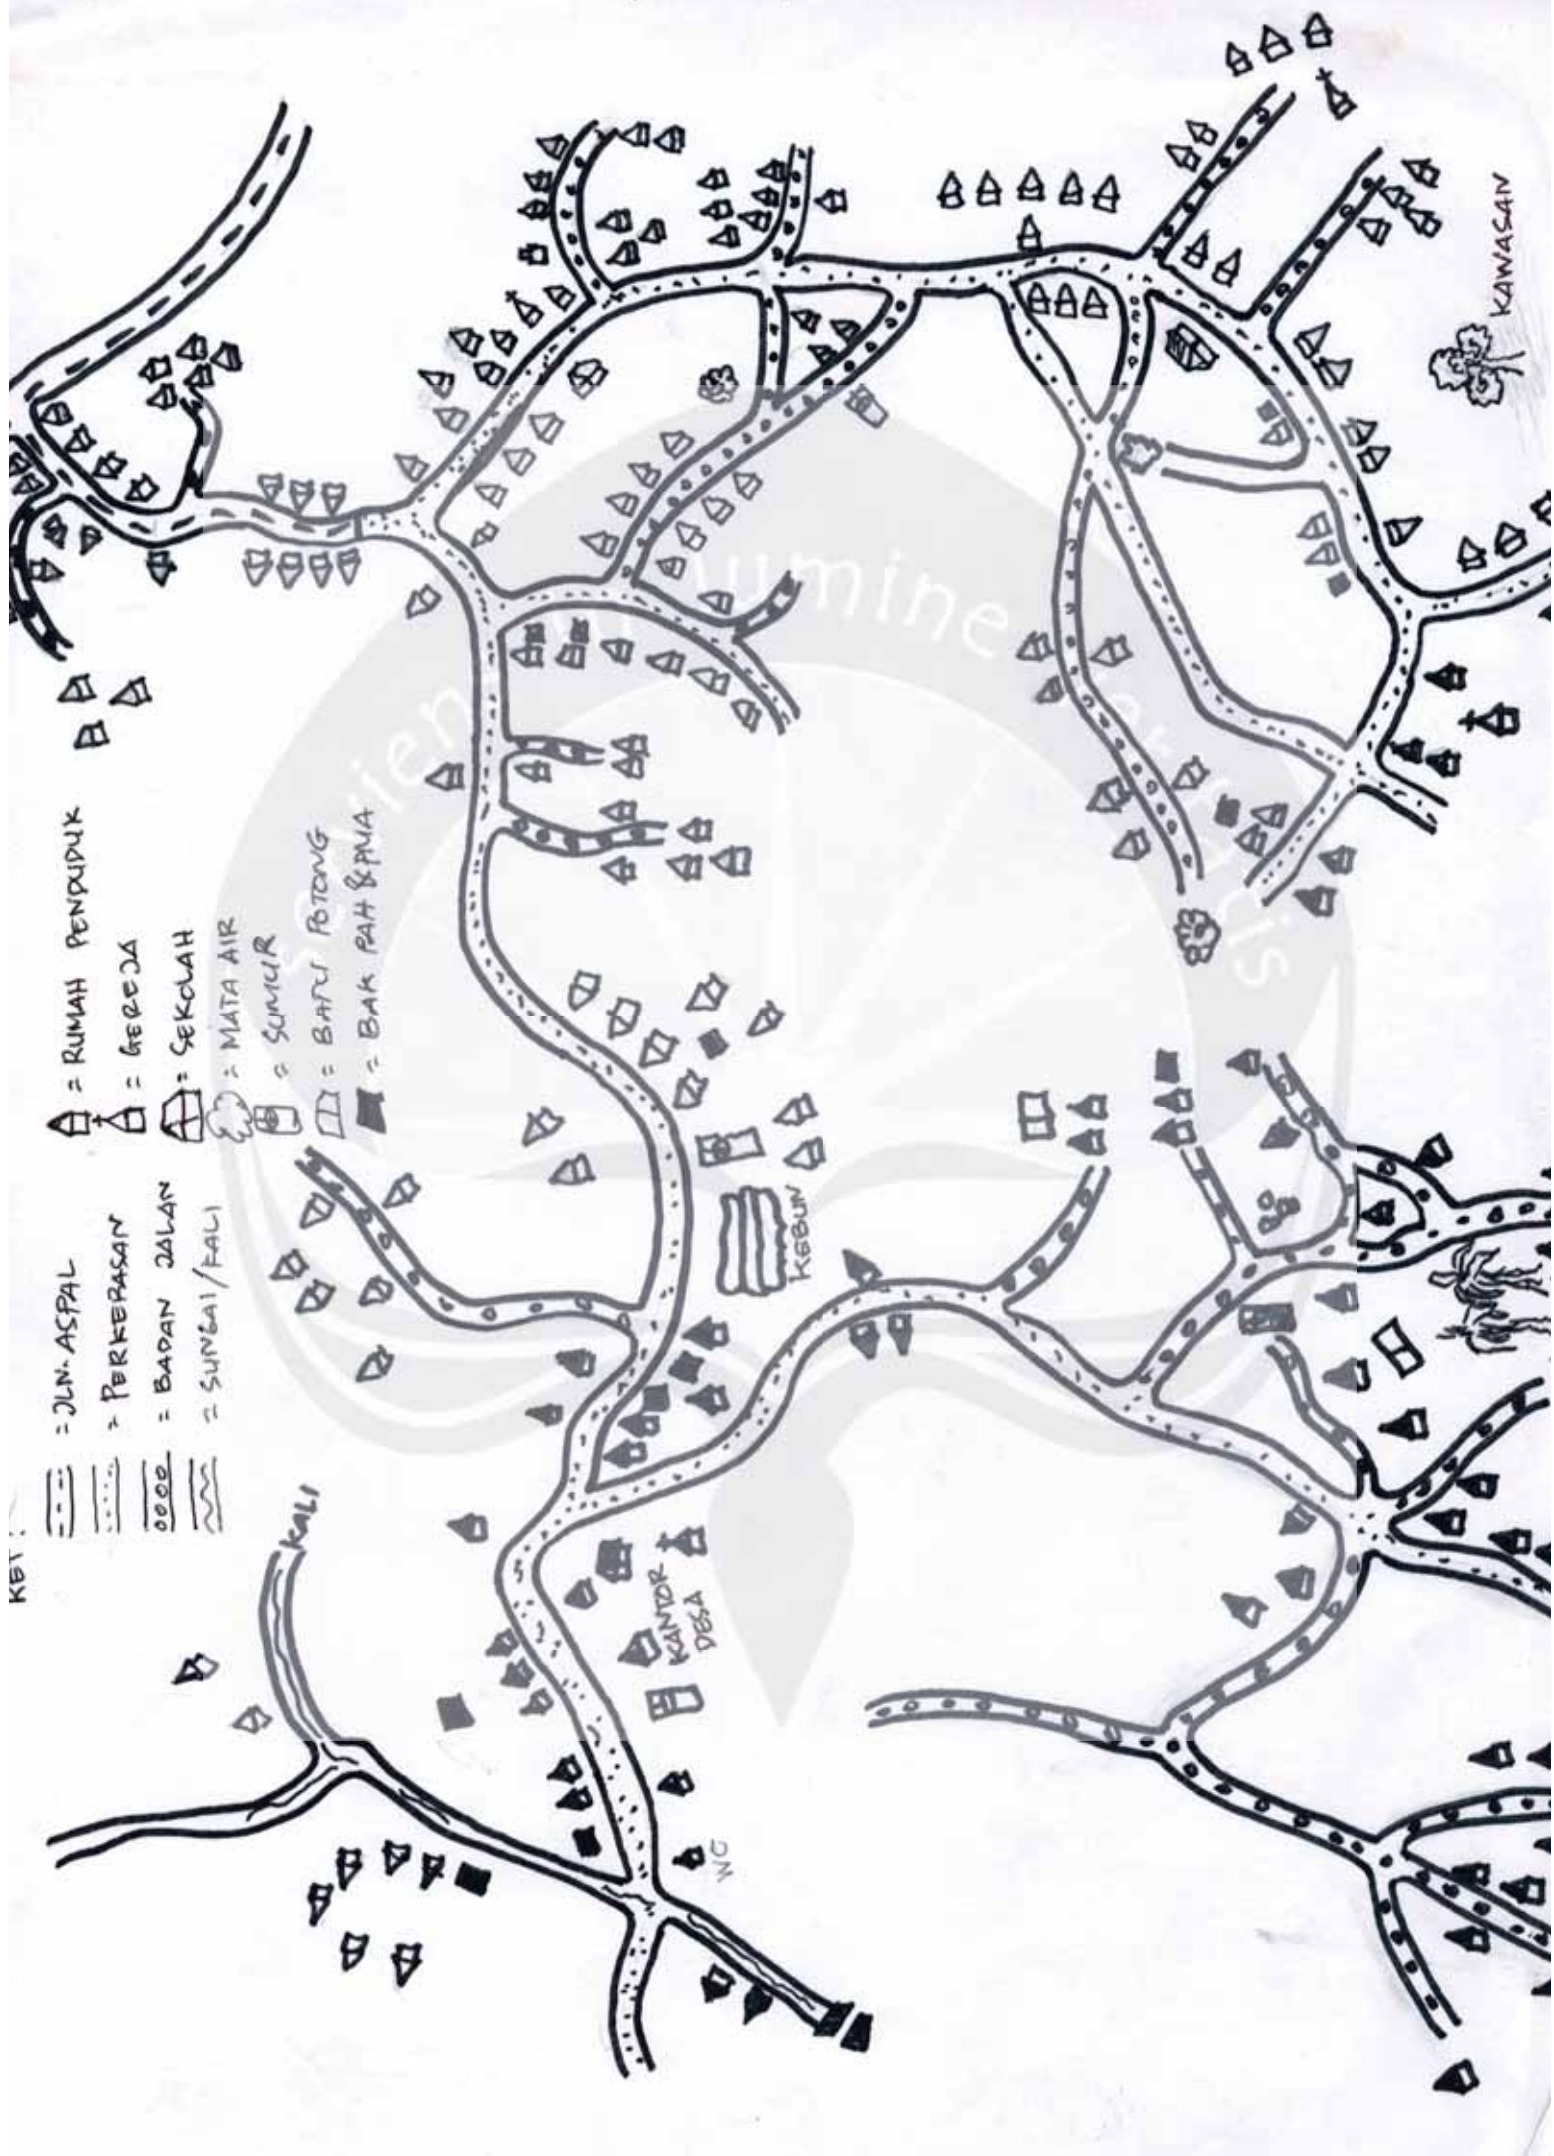 KET:
= JLN. ASPAL
= PERKERASAN
= BADAN JALAN
= SUNGAI/KALI
= RUMAH PENDUDUK
= GEREJA
= SEKOLAH
= MATA AIR
= SUMUR
= BATU POTONG
= BAK PAH &
KALI
KANTOR
DESA
WC
KEBUN
KAWASAN
lumine